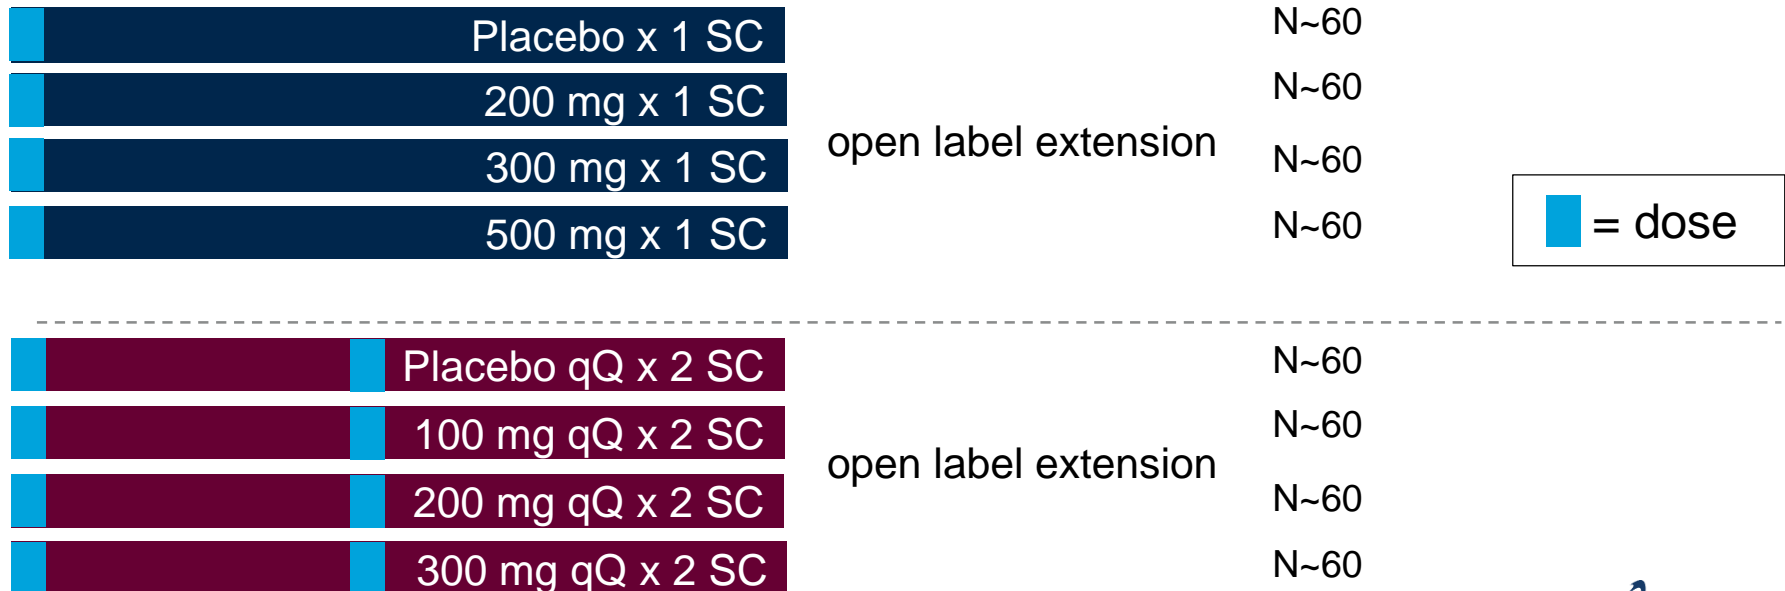 Placebo x 1 SC N~60
200 mg x 1 SC N~60
open label extension
300 mg x 1 SC N~60
500 mg x 1 SC N~60
= dose
Placebo qQ x 2 SC N~60
100 mg qQ x 2 SC N~60
open label extension
200 mg qQ x 2 SC N~60
300 mg qQ x 2 SC N~60